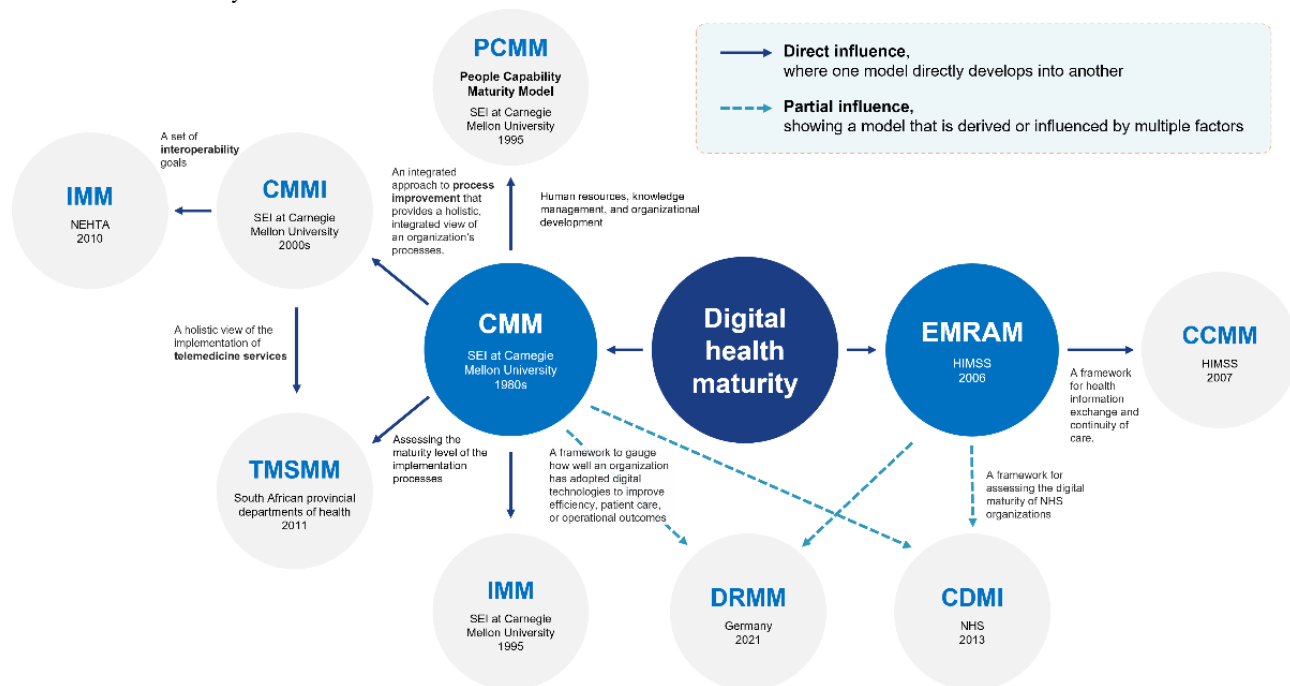 PCMM
People Capability
Maturity Model
SEI at Carnegie
Mellon University
1995
Direct influence,
where one model directly develops into another
Partial influence,
showing a model that is derived or influenced by multiple factors
A set of
interoperability
goals
IMM
NEHTA
2010
CMMI
SEI at Carnegie
Mellon University
2000s
An integrated
approach to process
improvement that
provides a holistic,
integrated view of
an organization's
processes.
Human resources, knowledge
management, and organizational
development
A holistic view of the
implementation of
telemedicine services
CMM
SEI at Carnegie
Mellon University
1980s
Digital
health
maturity
EMRAM
HIMSS
2006
CCMM
HIMSS
2007
A framework
for health
information
exchange and
continuity of
care.
TMSMM
South African provincial
departments of health
2011
Assessing the
maturity level of the
implementation
processes
A framework to gauge
how well an organization
has adopted digital
technologies to improve
efficiency, patient care,
or operational outcomes
A framework for
assessing the digital
maturity of NHS
organizations
IMM
SEI at Carnegie
Mellon University
1995
DRMM
Germany
2021
CDMI
NHS
2013